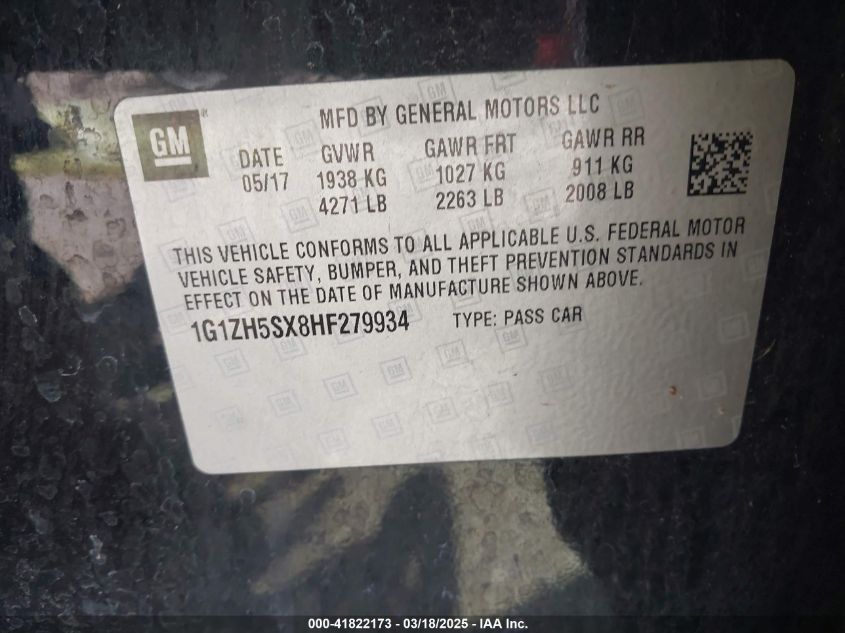 GM
MFD BY GENERAL MOTORS LLC
DATE GVWR GAWR FRT GAWR RR
05/17 1938 KG 1027 KG 911 KG
4271 LB 2263 LB 2008 LB
THIS VEHICLE CONFORMS TO ALL APPLICABLE U.S. FEDERAL MOTOR
VEHICLE SAFETY, BUMPER, AND THEFT PREVENTION STANDARDS IN
EFFECT ON THE DATE OF MANUFACTURE SHOWN ABOVE.
1G1ZH5SX8HF279934 TYPE: PASS CAR
000-41822173 — 03/18/2025 - IAA Inc.